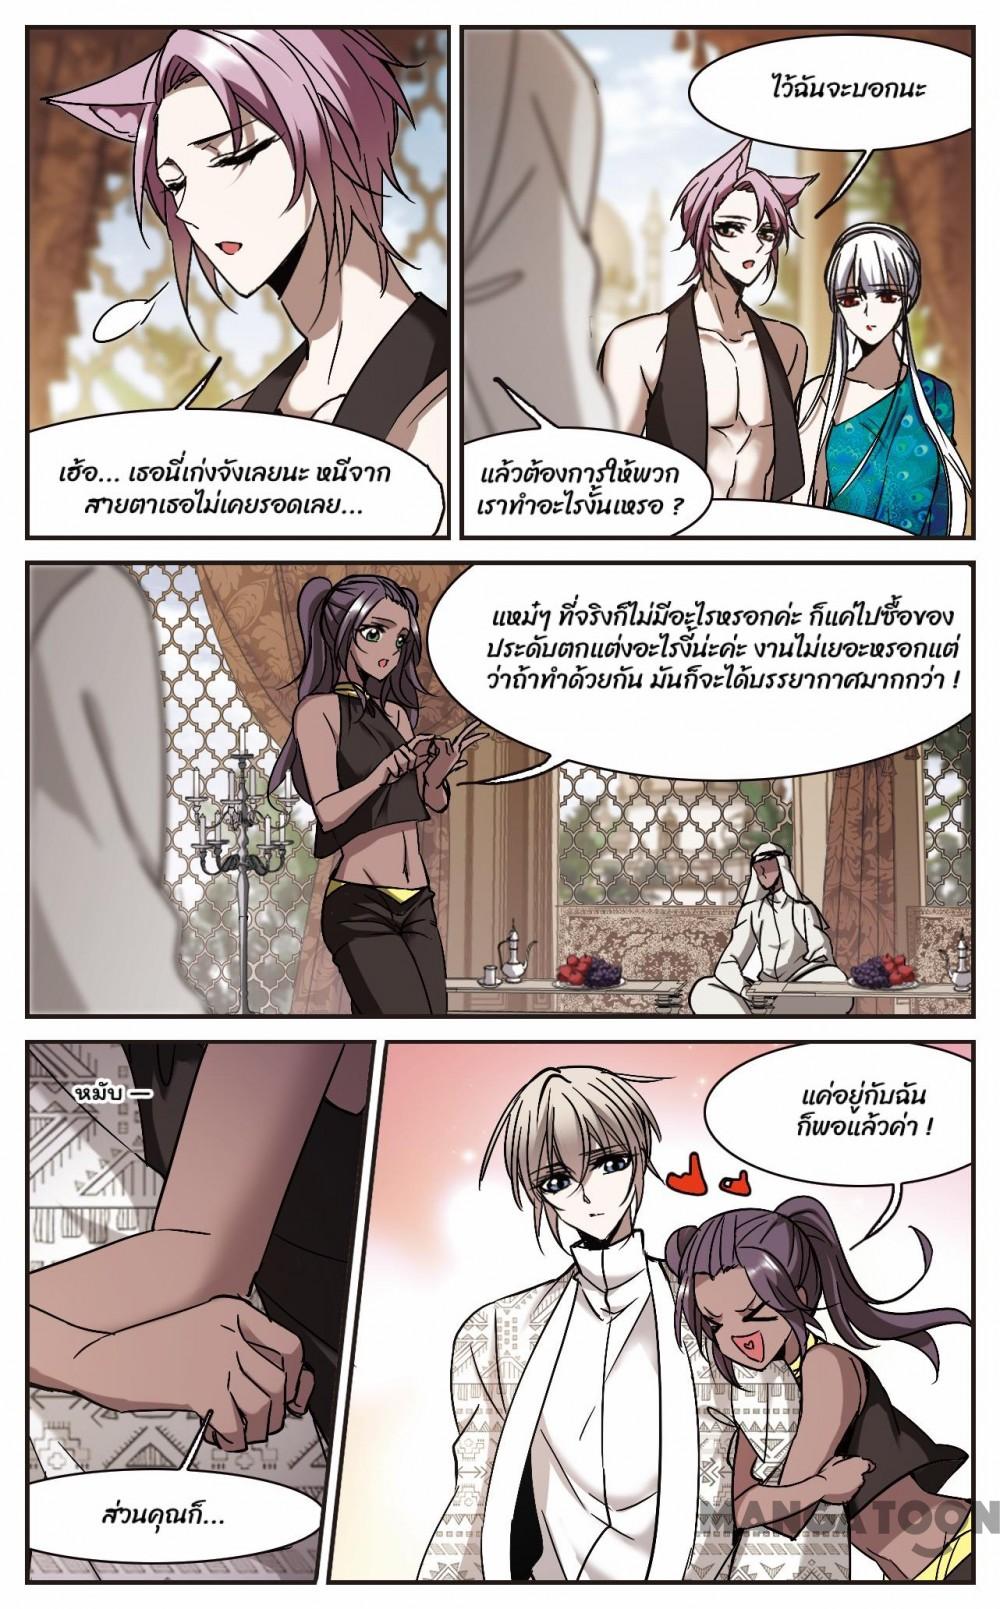 เฮ้อ... เธอนี่เก่งจังเลยนะ หนีจาก
สายตาเธอไม่เคยรอดเลย...
ไว้ฉันจะบอกนะ
แล้วต้องการให้พวก
เราทำอะไรงั้นเหรอ ?
แหม่ๆ ที่จริงก็ไม่มีอะไรหรอกค่ะ ก็แค่ไปซื้อของ
ประดับตกแต่งอะไรงี้น่ะค่ะ งานไม่เยอะหรอกแต่
ว่าถ้าทำด้วยกัน มันก็จะได้บรรยากาศมากกว่า !
หมับ —
ส่วนคุณก็...
แค่อยู่กับฉัน
ก็พอแล้วค่า !
MANGATOON